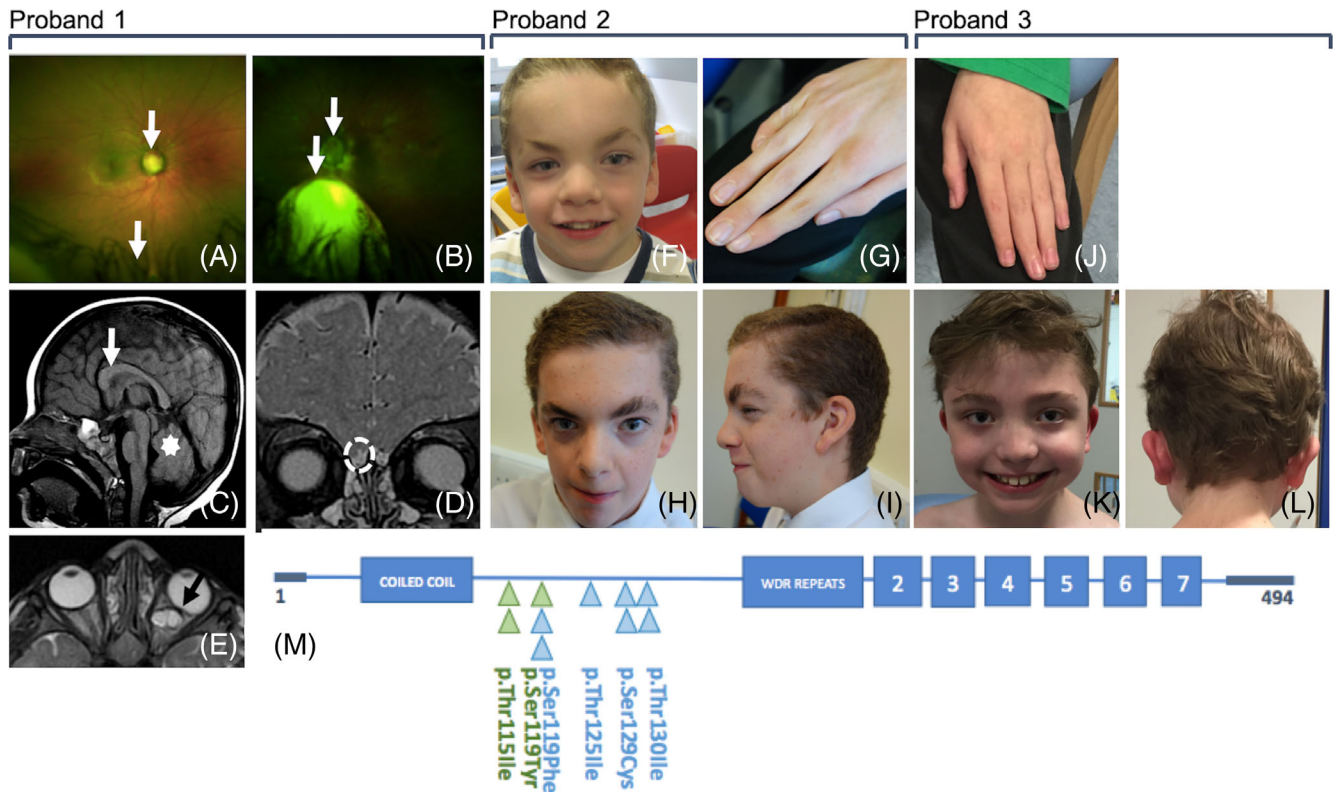 Proband 1
Proband 2
Proband 3
(A)
(B)
(F)
(G)
(J)
(C)
(D)
(H)
(I)
(K)
(L)
(E)
(M)
1
COILED COIL
WDR REPEATS
2
3
4
5
6
7
494
p.Thr115Ile
p.Ser119Tyr
p.Ser119Phe
p.Thr125Ile
p.Ser129Cys
p.Thr130Ile